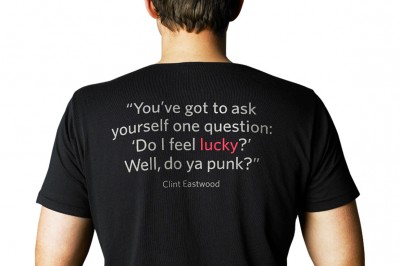 “You’ve got to ask
yourself one question:
‘Do I feel lucky?’
Well, do ya punk?”
Clint Eastwood